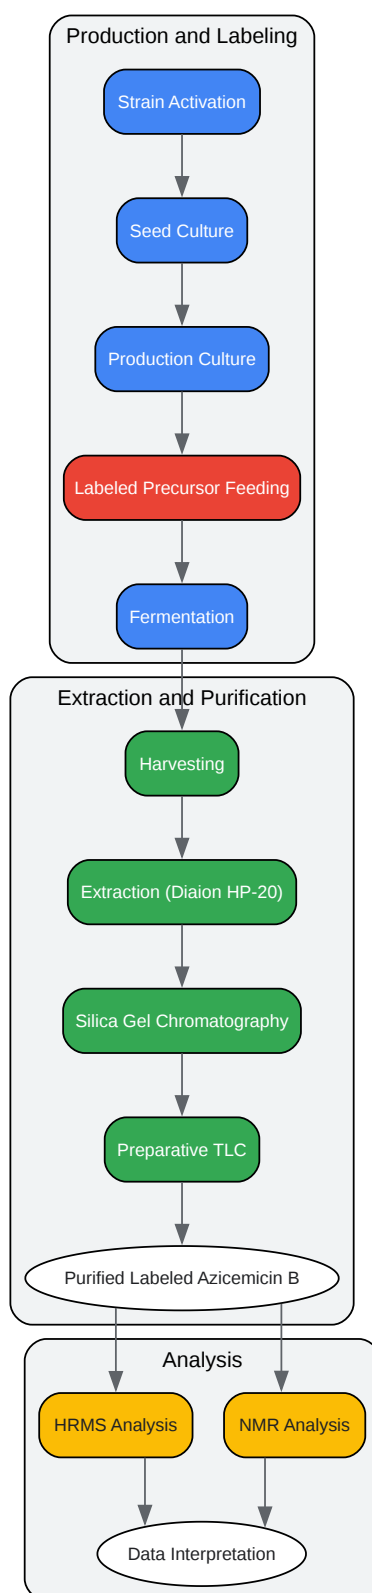 Production and Labeling
Strain Activation
Seed Culture
Production Culture
Labeled Precursor Feeding
Fermentation
Extraction and Purification
Harvesting
Extraction (Diaion HP-20)
Silica Gel Chromatography
Preparative TLC
Purified Labeled Azicemicin B
Analysis
HRMS Analysis
NMR Analysis
Data Interpretation